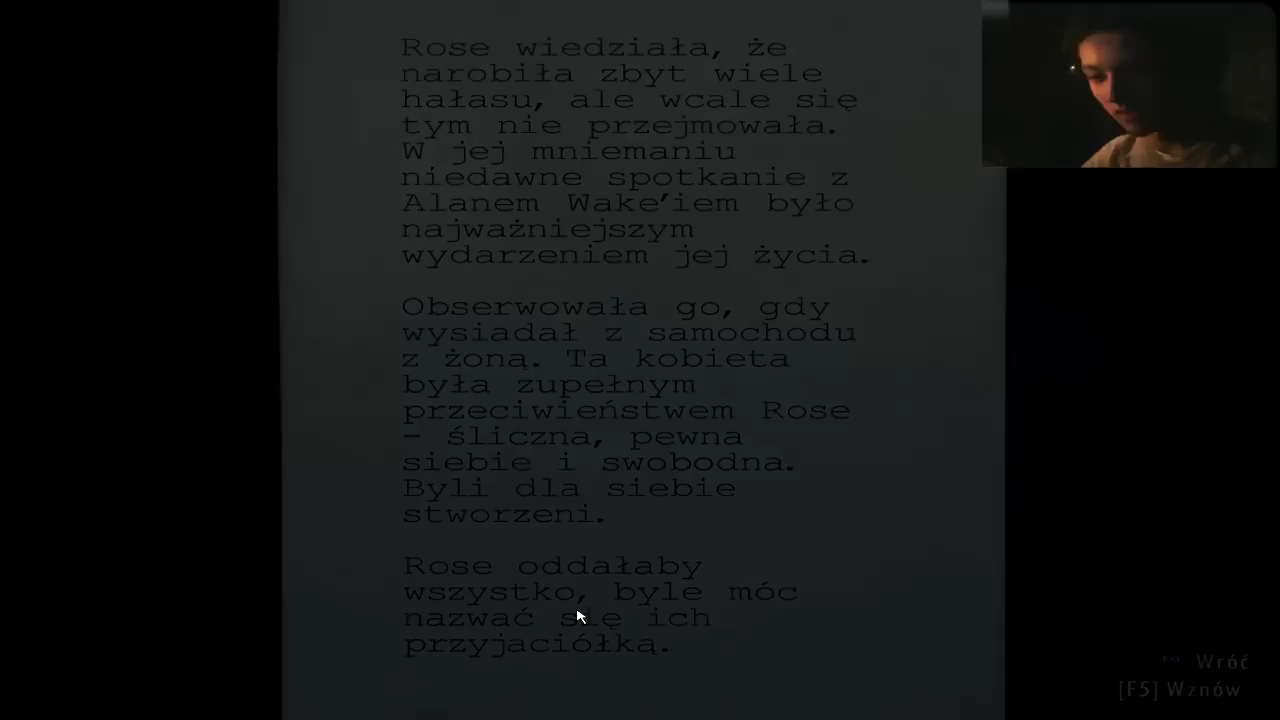 Rose wiedziała, że
narobiła zbyt wiele
hałasu, ale wcale się
tym nie przejmowała.
W jej mniemaniu
niedawne spotkanie z
Alanem Wake'iem było
najważniejszym
wydarzeniem jej życia.
Obserwowała go, gdy
wysiadał z samochodu
z żoną. Ta kobieta
była zupełnym
przeciwieństwem Rose
– śliczna, pewna
siebie i swobodna.
Byli dla siebie
stworzeni.
Rose oddałaby
wszystko, byle móc
nazwać się ich
przyjaciółką.
Wróć
[F5] Wznów